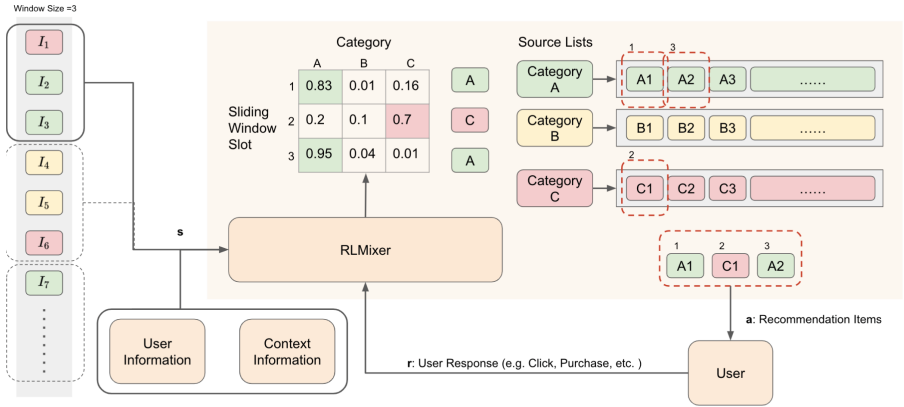 Window Size =3
I1
I2
I3
I4
I5
I6
I7
s
User
Information
Context
Information
Category
A B C
Sliding
Window
Slot
1 0.83 0.01 0.16 A
2 0.2 0.1 0.7 C
3 0.95 0.04 0.01 A
RLMixer
Source Lists
1 3
Category
A
A1 A2 A3 ......
Category
B
B1 B2 B3 ......
2
Category
C
C1 C2 C3 ......
1 2 3
A1 C1 A2
a: Recommendation Items
r: User Response (e.g. Click, Purchase, etc. )
User